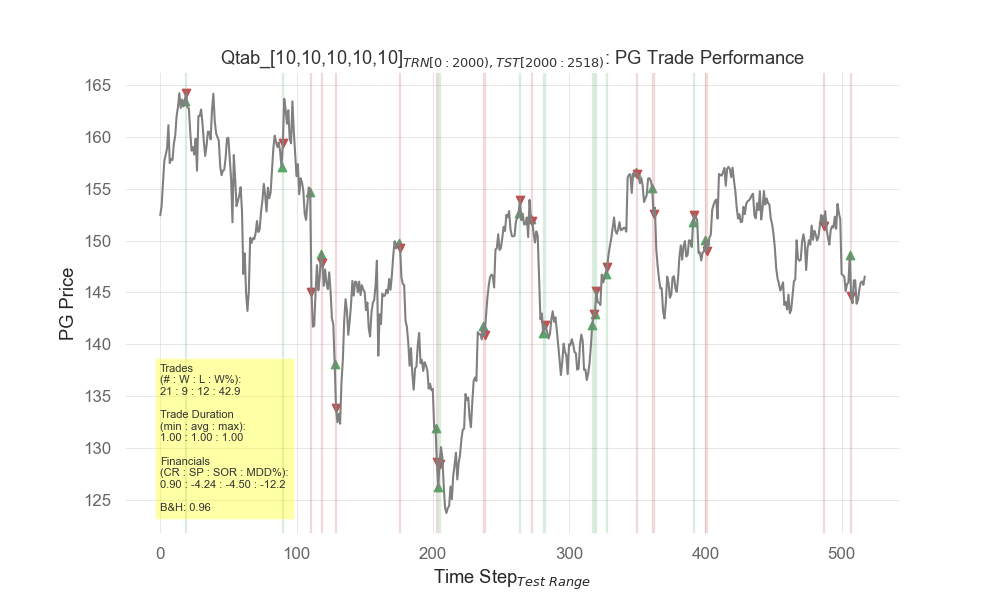 Qtab_[10,10,10,10,10]TRN[0 : 2000), TST[2000 : 2518): PG Trade Performance
165
160
155
150
145
140
135
130
125
PG Price
Trades
(# : W : L : W%):
21 : 9 : 12 : 42.9
Trade Duration
(min : avg : max):
1.00 : 1.00 : 1.00
Financials
(CR : SP : SOR : MDD%):
0.90 : -4.24 : -4.50 : -12.2
B&H: 0.96
0 100 200 300 400 500
Time StepTest Range